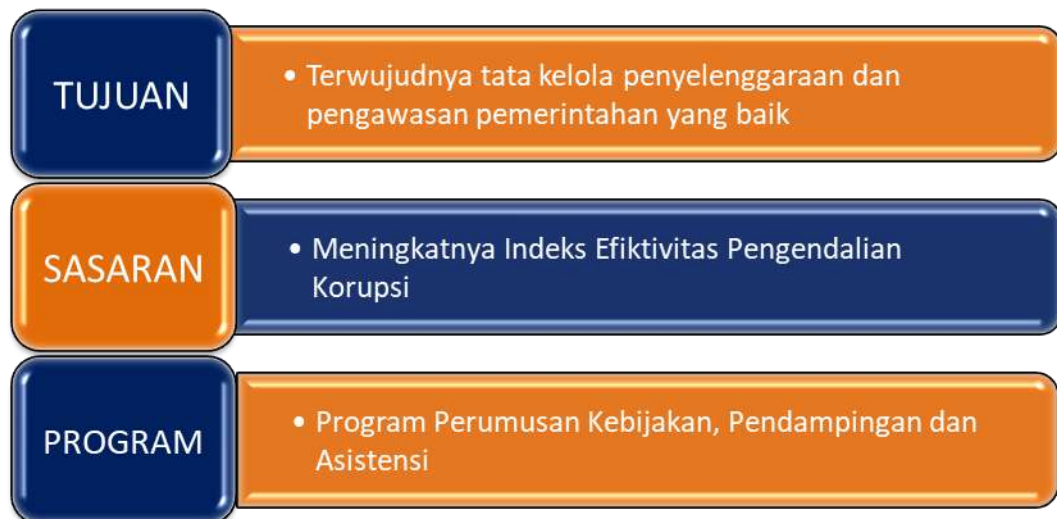 TUJUAN
• Terwujudnya tata kelola penyelenggaraan dan
pengawasan pemerintahan yang baik
SASARAN
• Meningkatnya Indeks Efiktivitas Pengendalian
Korupsi
PROGRAM
• Program Perumusan Kebijakan, Pendampingan dan
Asistensi